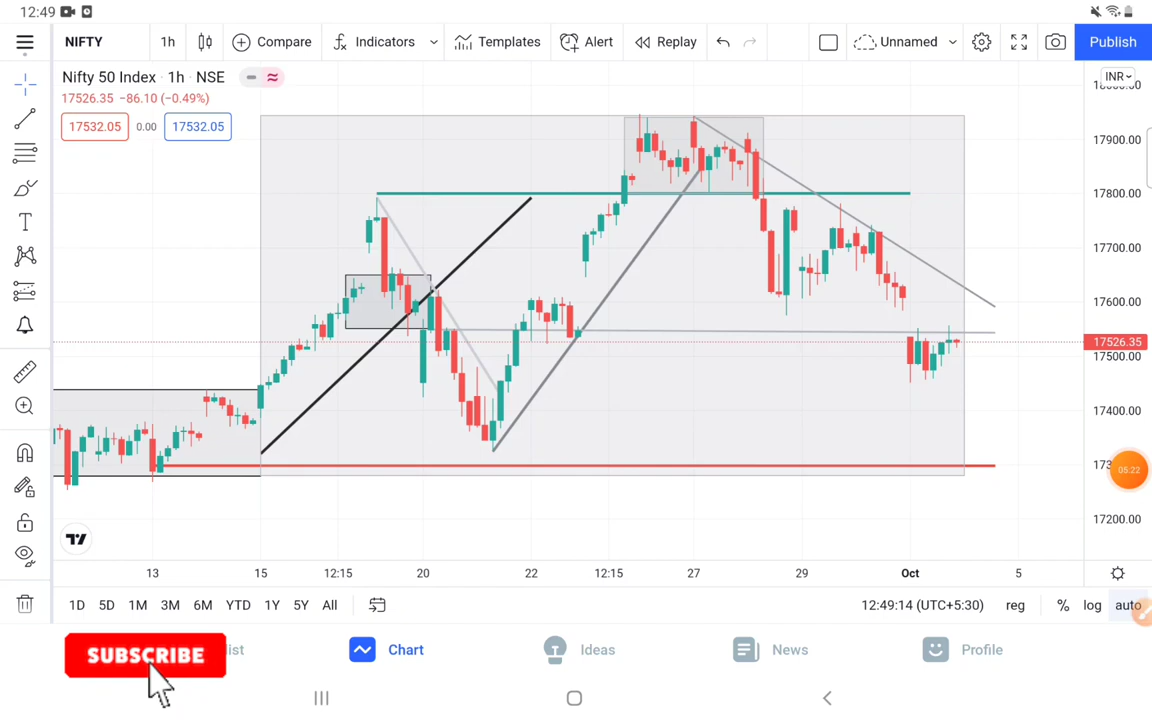 12:49
NIFTY 1h Compare Indicators Templates Alert Replay Unnamed Publish
Nifty 50 Index · 1h · NSE
INR
17526.35 −86.10 (−0.49%)
17532.05 0.00 17532.05
17900.00
17800.00
17700.00
17600.00
17526.35
17500.00
17400.00
05:22
17200.00
13 15 12:15 20 22 12:15 27 29 Oct 5
1D 5D 1M 3M 6M YTD 1Y 5Y All 12:49:14 (UTC+5:30) reg % log auto
SUBSCRIBE Chart Ideas News Profile